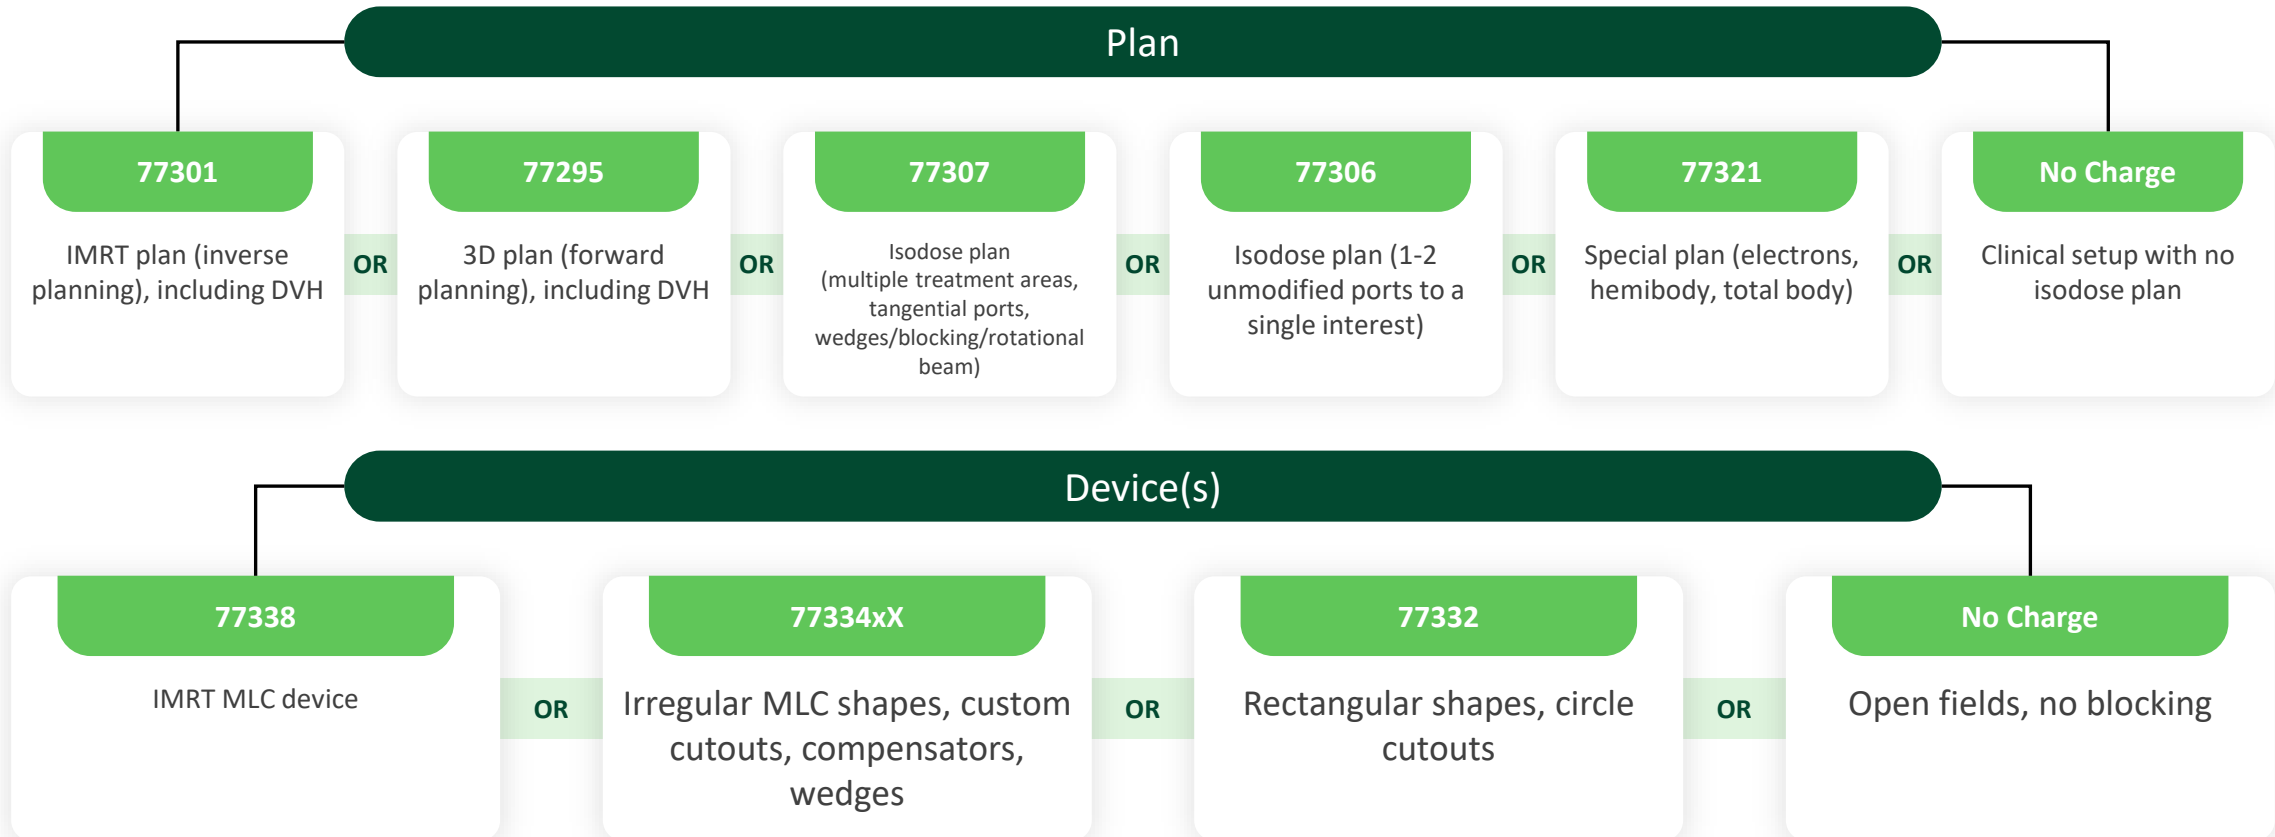 Plan
77301
IMRT plan (inverse
planning), including DVH
OR
77295
3D plan (forward
planning), including DVH
OR
77307
Isodose plan
(multiple treatment areas,
tangential ports,
wedges/blocking/rotational
beam)
OR
77306
Isodose plan (1-2
unmodified ports to a
single interest)
OR
77321
Special plan (electrons,
hemibody, total body)
OR
No Charge
Clinical setup with no
isodose plan
Device(s)
77338
IMRT MLC device
OR
77334xX
Irregular MLC shapes, custom
cutouts, compensators,
wedges
OR
77332
Rectangular shapes, circle
cutouts
OR
No Charge
Open fields, no blocking